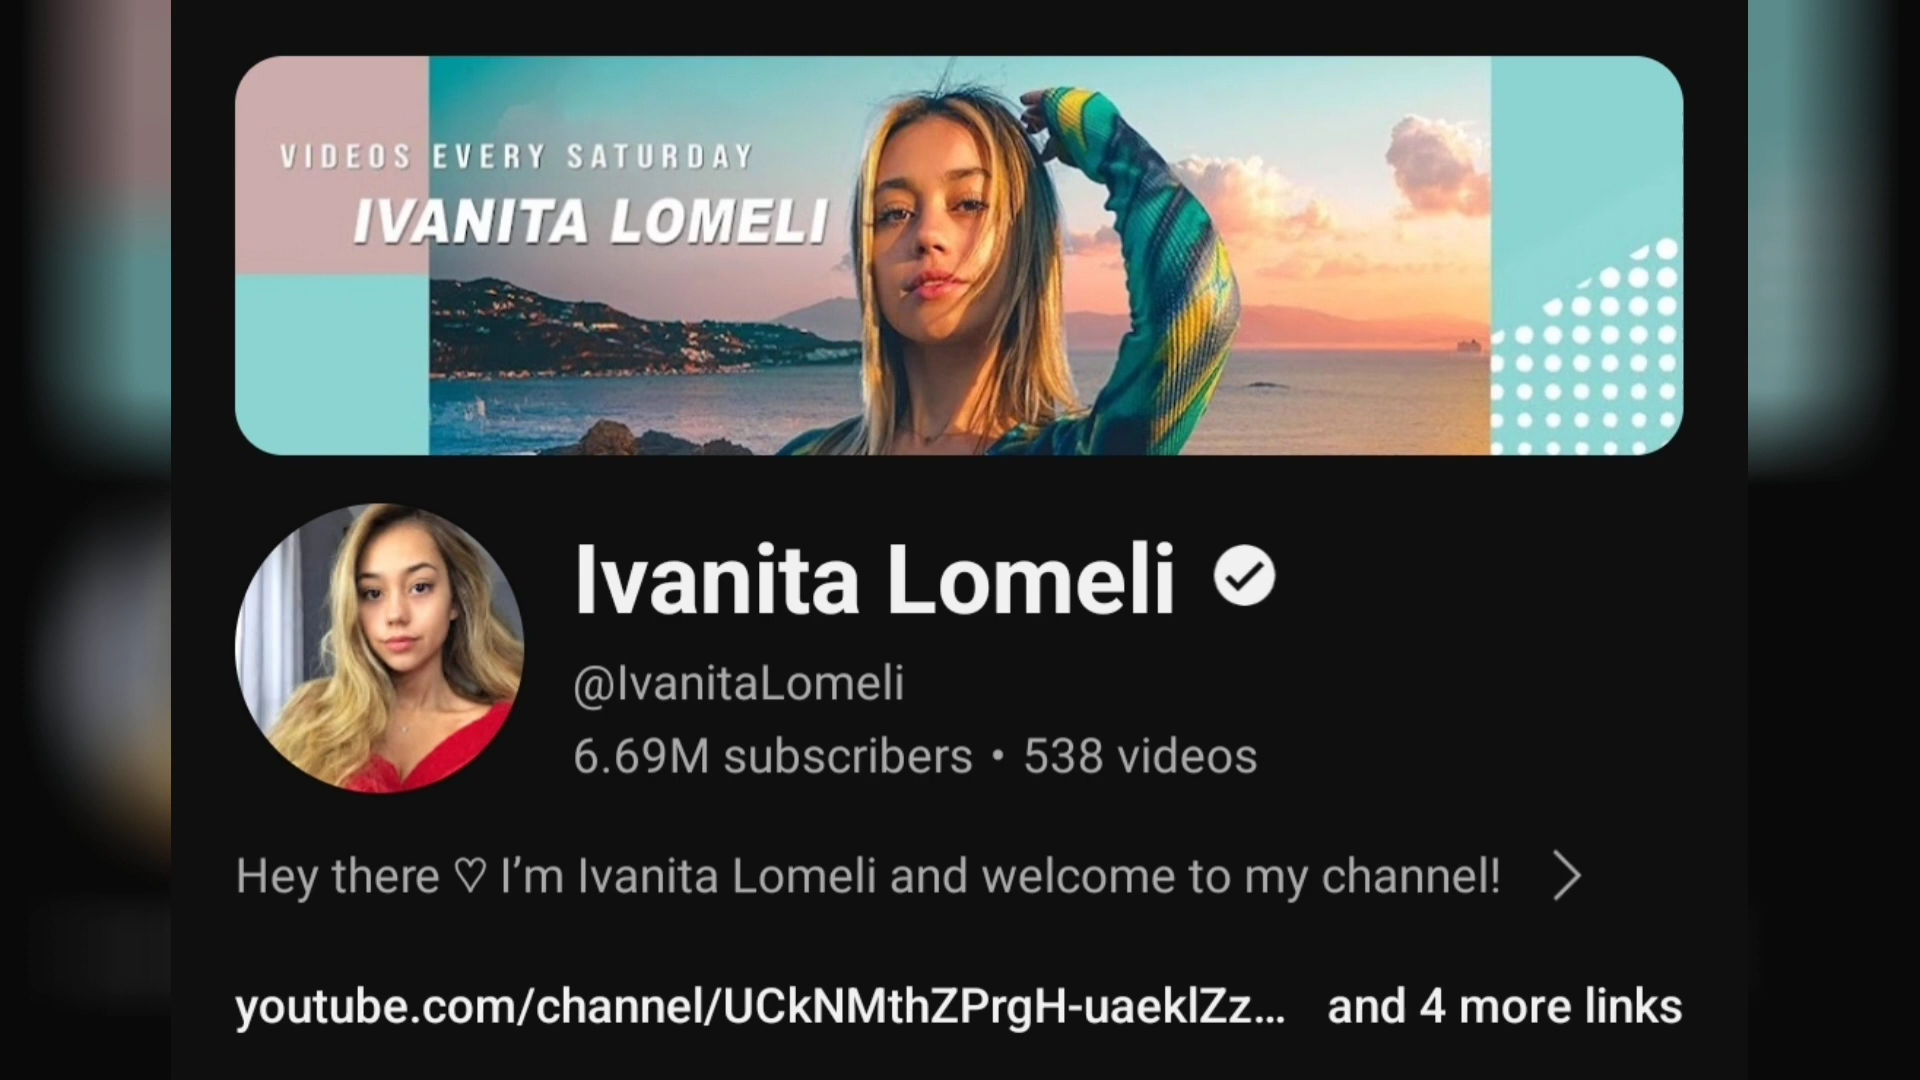 VIDEOS EVERY SATURDAY
IVANITA LOMELI
Ivanita Lomeli
@IvanitaLomeli
6.69M subscribers • 538 videos
Hey there ♡ I’m Ivanita Lomeli and welcome to my channel!
youtube.com/channel/UCkNMthZPrgH-uaeklZz... and 4 more links